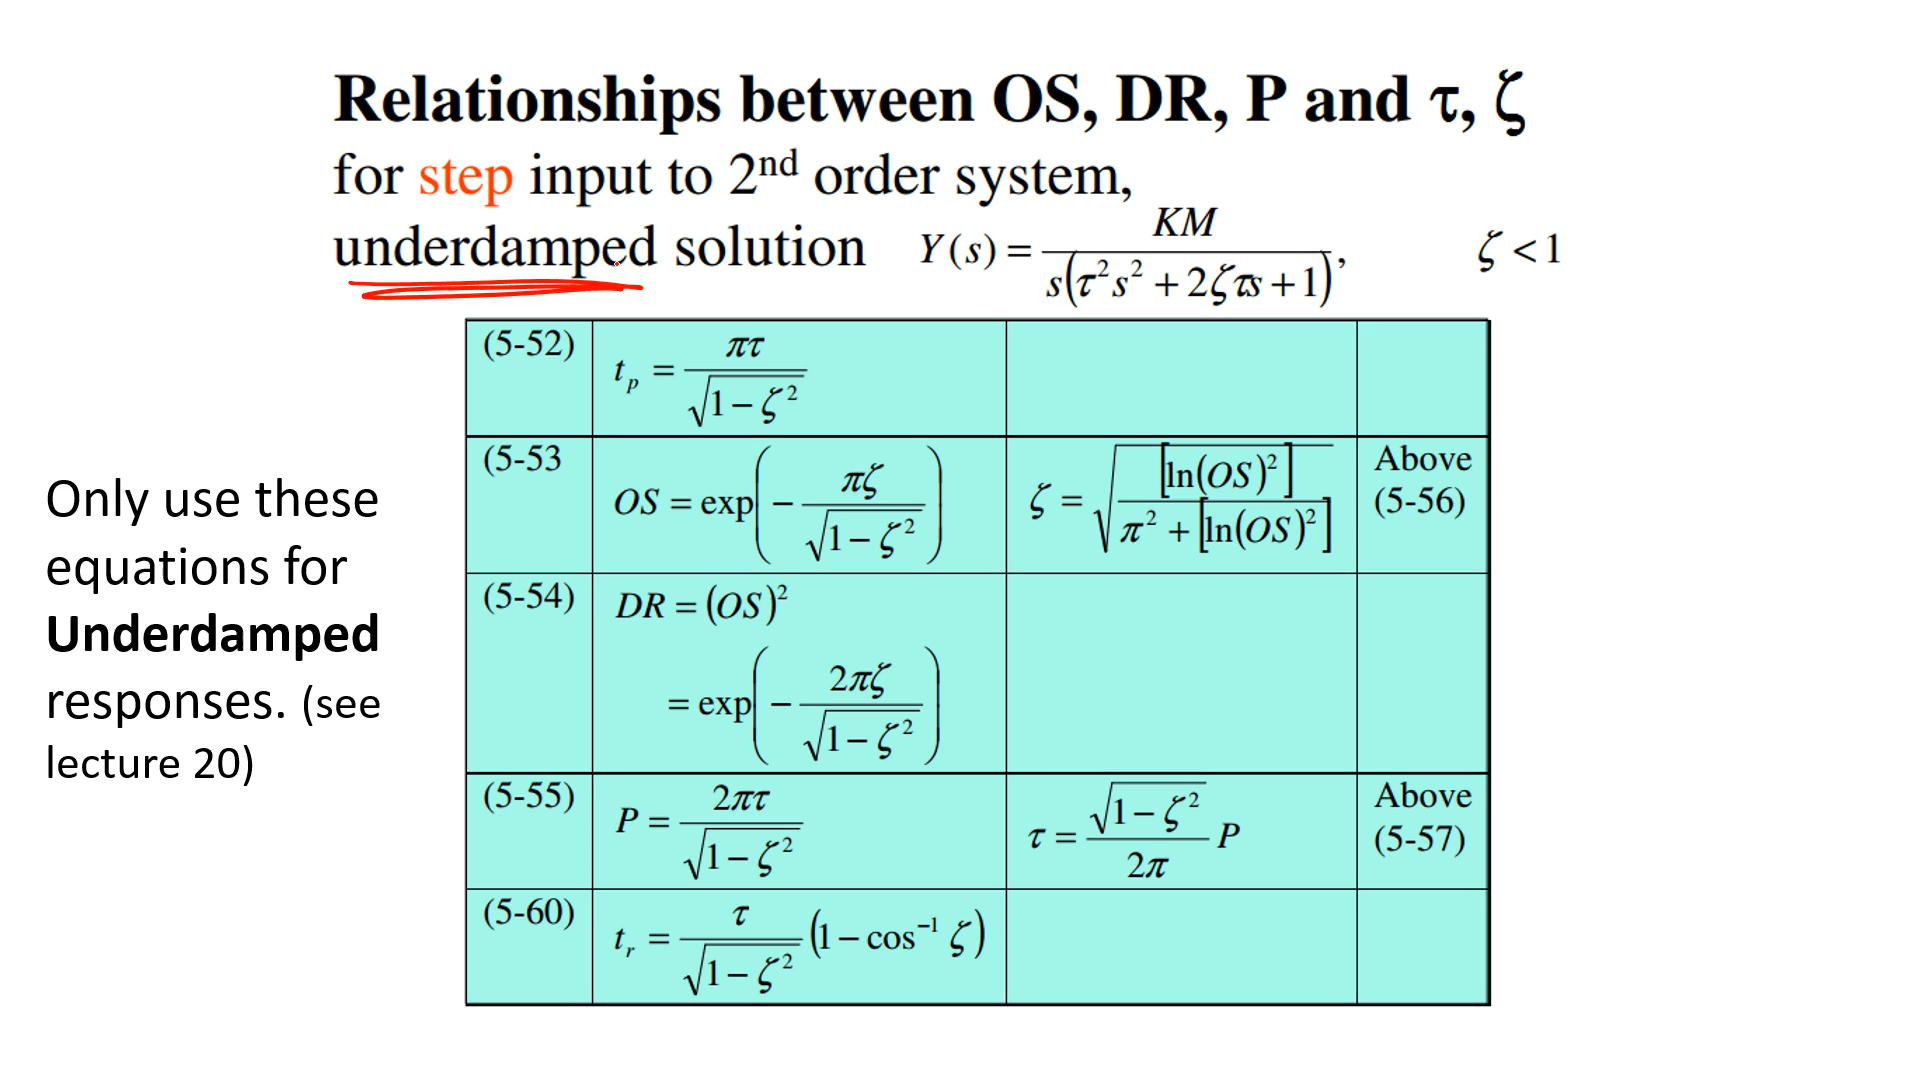 Relationships between OS, DR, P and τ, ζ
for step input to 2nd order system,
underdamped solution Y(s) = KM / s(τ²s² + 2ζτs + 1), ζ < 1
(5-52) t_p = πτ / √(1 − ζ²)
(5-53 OS = exp(− πζ / √(1 − ζ²)) ζ = √([ln(OS)²] / π² + [ln(OS)²]) Above (5-56)
(5-54) DR = (OS)²
= exp(− 2πζ / √(1 − ζ²))
(5-55) P = 2πτ / √(1 − ζ²) τ = √(1 − ζ²) / 2π P Above (5-57)
(5-60) t_r = τ / √(1 − ζ²) (1 − cos⁻¹ ζ)
Only use these
equations for
Underdamped
responses. (see
lecture 20)